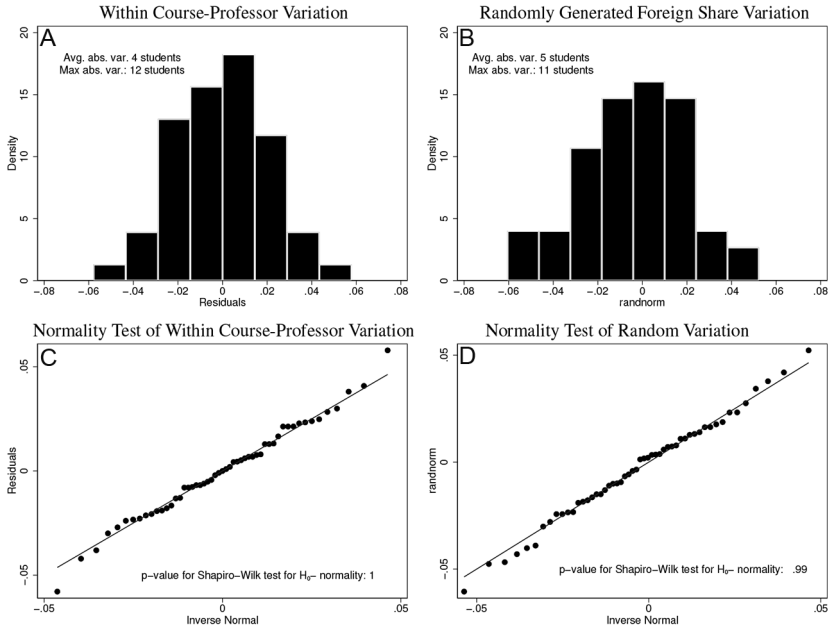 Within Course-Professor Variation
A
Avg. abs. var. 4 students
Max abs. var.: 12 students
Density
0
5
10
15
20
−.08 −.06 −.04 −.02 0 .02 .04 .06 .08
Residuals
Randomly Generated Foreign Share Variation
B
Avg. abs. var. 5 students
Max abs. var.: 11 students
Density
0
5
10
15
20
−.08 −.06 −.04 −.02 0 .02 .04 .06 .08
randnorm
Normality Test of Within Course-Professor Variation
C
Residuals
−.05
0
.05
p−value for Shapiro−Wilk test for H₀− normality: 1
−.05 0 .05
Inverse Normal
Normality Test of Random Variation
D
randnorm
−.05
0
.05
p−value for Shapiro−Wilk test for H₀− normality: .99
−.05 0 .05
Inverse Normal